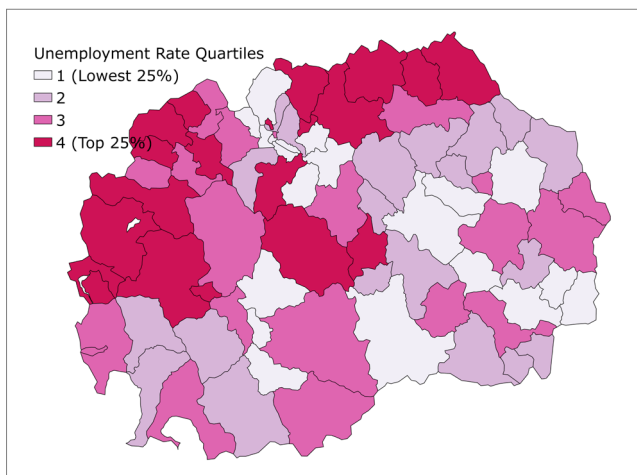 Unemployment Rate Quartiles
1 (Lowest 25%)
2
3
4 (Top 25%)